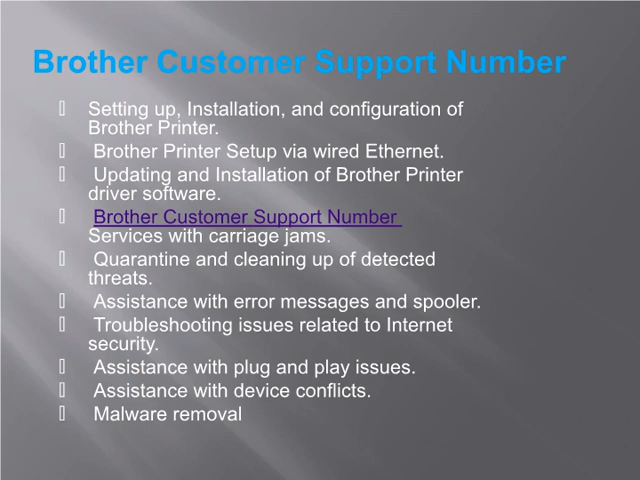 Brother Customer Support Number
Setting up, Installation, and configuration of
Brother Printer.
Brother Printer Setup via wired Ethernet.
Updating and Installation of Brother Printer
driver software.
Brother Customer Support Number
Services with carriage jams.
Quarantine and cleaning up of detected
threats.
Assistance with error messages and spooler.
Troubleshooting issues related to Internet
security.
Assistance with plug and play issues.
Assistance with device conflicts.
Malware removal